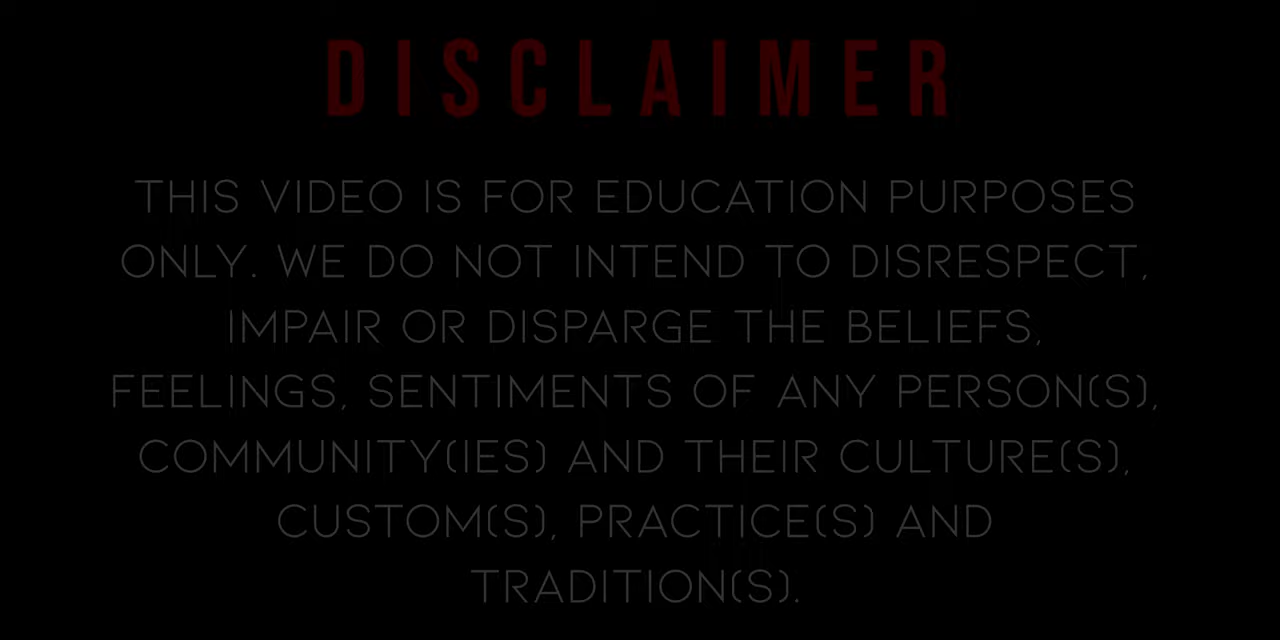 DISCLAIMER
THIS VIDEO IS FOR EDUCATION PURPOSES
ONLY. WE DO NOT INTEND TO DISRESPECT,
IMPAIR OR DISPARGE THE BELIEFS,
FEELINGS, SENTIMENTS OF ANY PERSON(S),
COMMUNITY(IES) AND THEIR CULTURE(S),
CUSTOM(S), PRACTICE(S) AND
TRADITION(S).